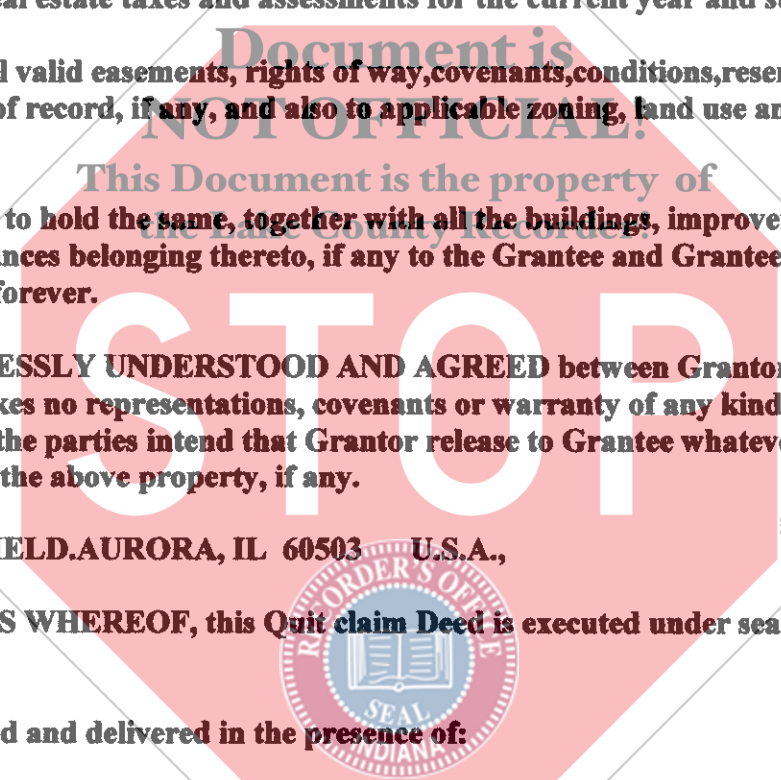 real estate taxes and assessments for the current year and
Document is
l valid easements, rights of way,covenants,conditions,reser
of record, if any, and also to applicable zoning, land use an
NOT OFFICIAL!
This Document is the property of
to hold the same, together with all the buildings, improve
the Lake County Recorder!
nces belonging thereto, if any to the Grantee and Grantee
forever.
STOP
ESSLY UNDERSTOOD AND AGREED between Grantor
kes no representations, covenants or warranty of any kind
the parties intend that Grantor release to Grantee whateve
the above property, if any.
IELD.AURORA, IL 60503 U.S.A.,
RECORDER'S OFFICE
S WHEREOF, this Quit claim Deed is executed under sea
SEAL
INDIANA
d and delivered in the presence of: